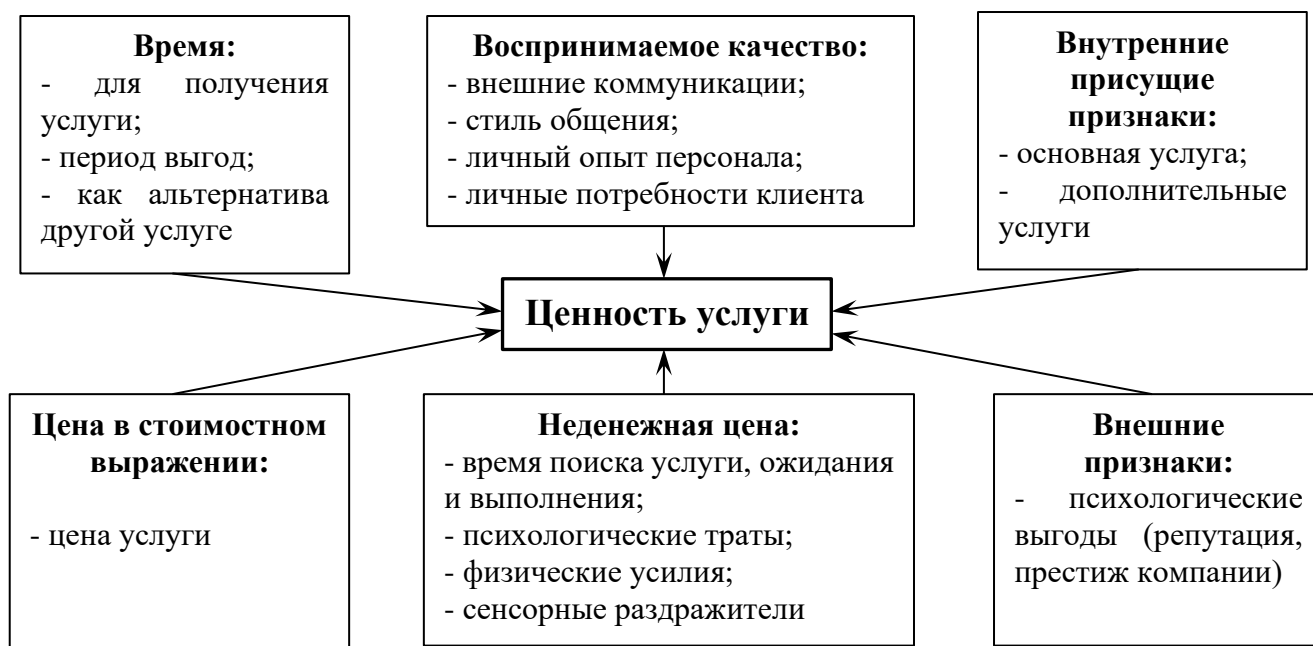 Время:
- для получения
услуги;
- период выгод;
- как альтернатива
другой услуге
Воспринимаемое качество:
- внешние коммуникации;
- стиль общения;
- личный опыт персонала;
- личные потребности клиента
Внутренние
присущие
признаки:
- основная услуга;
- дополнительные
услуги
Ценность услуги
Цена в стоимостном
выражении:
- цена услуги
Неденежная цена:
- время поиска услуги, ожидания
и выполнения;
- психологические траты;
- физические усилия;
- сенсорные раздражители
Внешние
признаки:
- психологические
выгоды (репутация,
престиж компании)